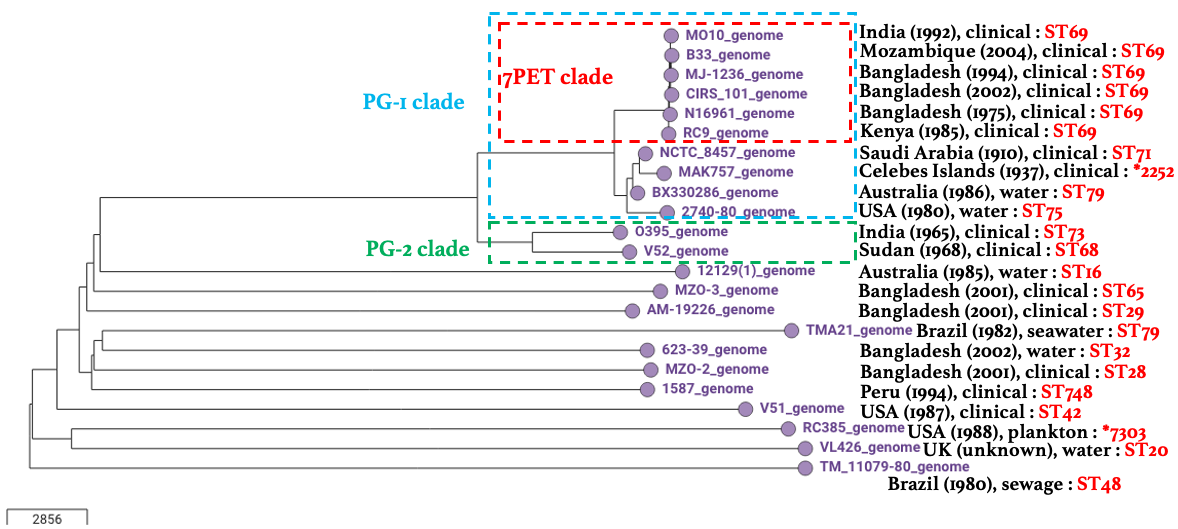 MO10_genome India (1992), clinical : ST69
B33_genome Mozambique (2004), clinical : ST69
7PET clade MJ-1236_genome Bangladesh (1994), clinical : ST69
PG-1 clade CIRS_101_genome Bangladesh (2002), clinical : ST69
N16961_genome Bangladesh (1975), clinical : ST69
RC9_genome Kenya (1985), clinical : ST69
NCTC_8457_genome Saudi Arabia (1910), clinical : ST71
MAK757_genome Celebes Islands (1937), clinical : *2252
BX330286_genome Australia (1986), water : ST79
2740-80_genome USA (1980), water : ST75
O395_genome India (1965), clinical : ST73
PG-2 clade V52_genome Sudan (1968), clinical : ST68
12129(1)_genome Australia (1985), water : ST16
MZO-3_genome Bangladesh (2001), clinical : ST65
AM-19226_genome Bangladesh (2001), clinical : ST29
TMA21_genome Brazil (1982), seawater : ST79
623-39_genome Bangladesh (2002), water : ST32
MZO-2_genome Bangladesh (2001), clinical : ST28
1587_genome Peru (1994), clinical : ST748
V51_genome USA (1987), clinical : ST42
RC385_genome USA (1988), plankton : *7303
VL426_genome UK (unknown), water : ST20
TM_11079-80_genome
Brazil (1980), sewage : ST48
2856